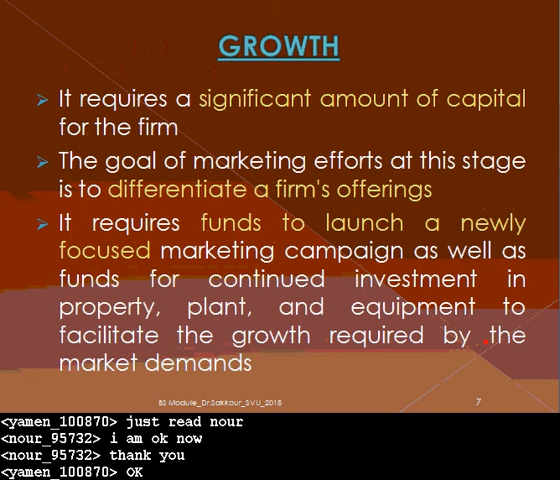 GROWTH
It requires a significant amount of capital
for the firm
The goal of marketing efforts at this stage
is to differentiate a firm's offerings
It requires funds to launch a newly
focused marketing campaign as well as
funds for continued investment in
property, plant, and equipment to
facilitate the growth required by the
market demands
BS Module_Dr.Sakkour_SVU_2018
7
<yamen_100870> just read nour
<nour_95732> i am ok now
<nour_95732> thank you
<yamen_100870> OK